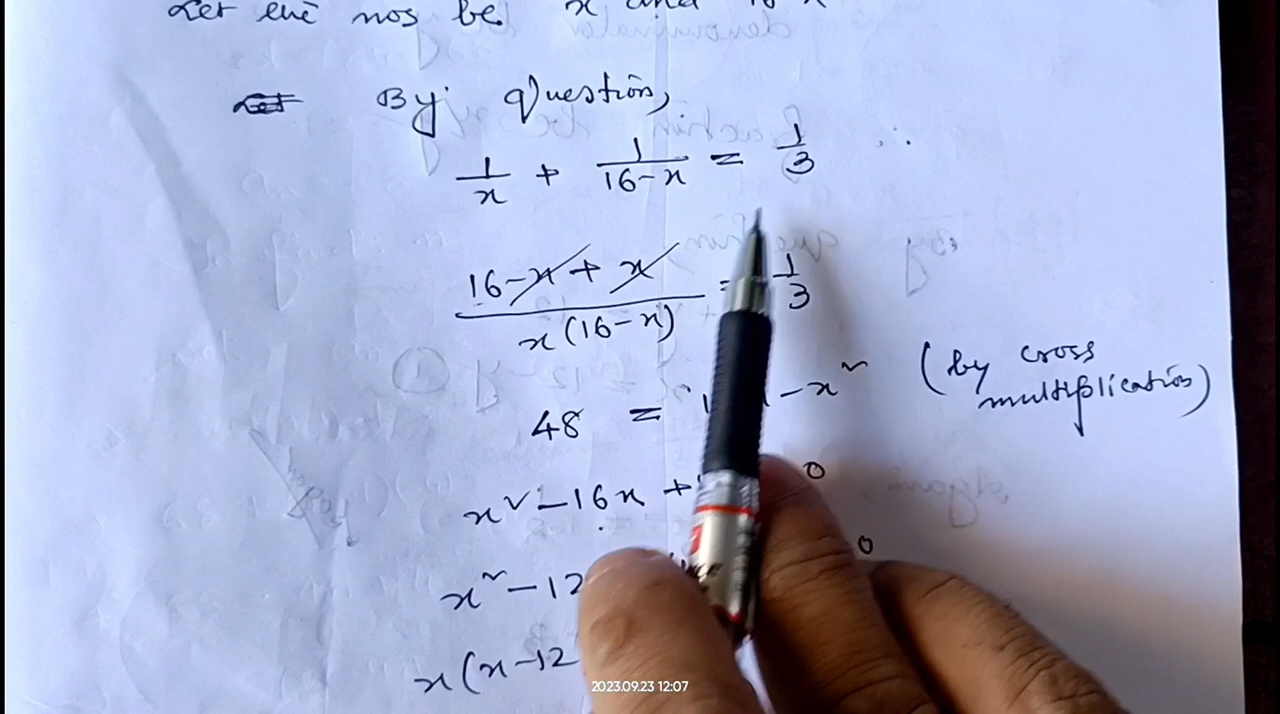 Let the nos be x and 16-x
By Question,
1/x + 1/(16-x) = 1/3
(16-x+x)/(x(16-x)) = 1/3
48 = - x² (by cross multiplication)
x² - 16x + 0
x² - 12 0
x(x-12
2023.09.23 12:07